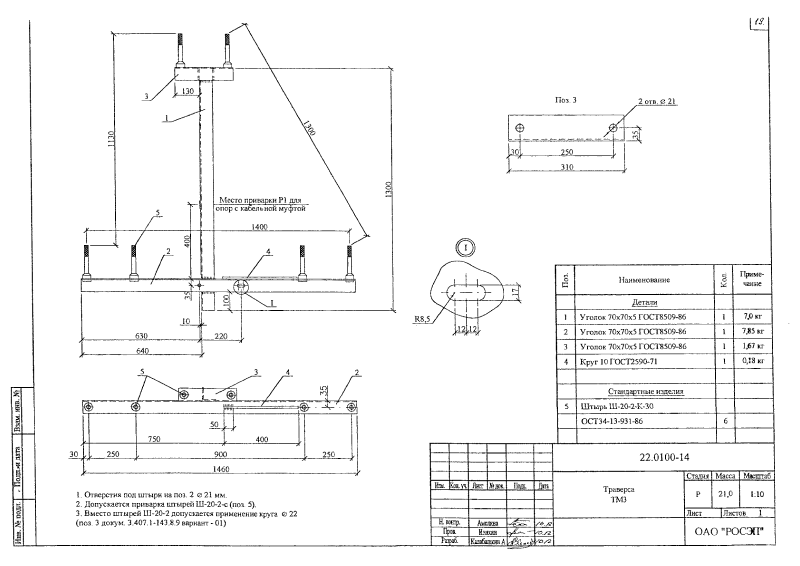 19.
130
3
1
1130
1300
1300
Место приварки Р1 для
опор с кабельной муфтой
5
1400
2
400
4
35
100
I
10
630
220
640
Поз. 3
2 отв. ⌀ 21
35
30
250
310
I
R8,5
17
12
12
5
3
4
35
2
50
750
400
30
250
900
250
1460
1. Отверстия под штыри на поз. 2 ⌀ 21 мм.
2. Допускается приварка штырей Ш-20-2-с (поз. 5).
3. Вместо штырей Ш-20-2 допускается применение круга ⌀ 22
(поз. 3 докум. 3.407.1-143.8.9 вариант - 01)
Поз. Наименование Кол. Приме-
чание
Детали
1 Уголок 70х70х5 ГОСТ8509-86 1 7,0 кг
2 Уголок 70х70х5 ГОСТ8509-86 1 7,85 кг
3 Уголок 70х70х5 ГОСТ8509-86 1 1,67 кг
4 Круг 10 ГОСТ2590-71 1 0,18 кг
Стандартные изделия
5 Штырь Ш-20-2-К-30
ОСТ34-13-931-86 6
22.0100-14
Изм. Кол. уч. Лист № док. Подп. Дата
Траверса
ТМ3
Стадия Масса Масштаб
Р 21,0 1:10
Лист Листов 1
Н. контр. Амелина
Пров.
Разраб. Калабашкин А
ОАО "РОСЭП"
Взам. инв. №
Подп. и дата
Инв. № подл.